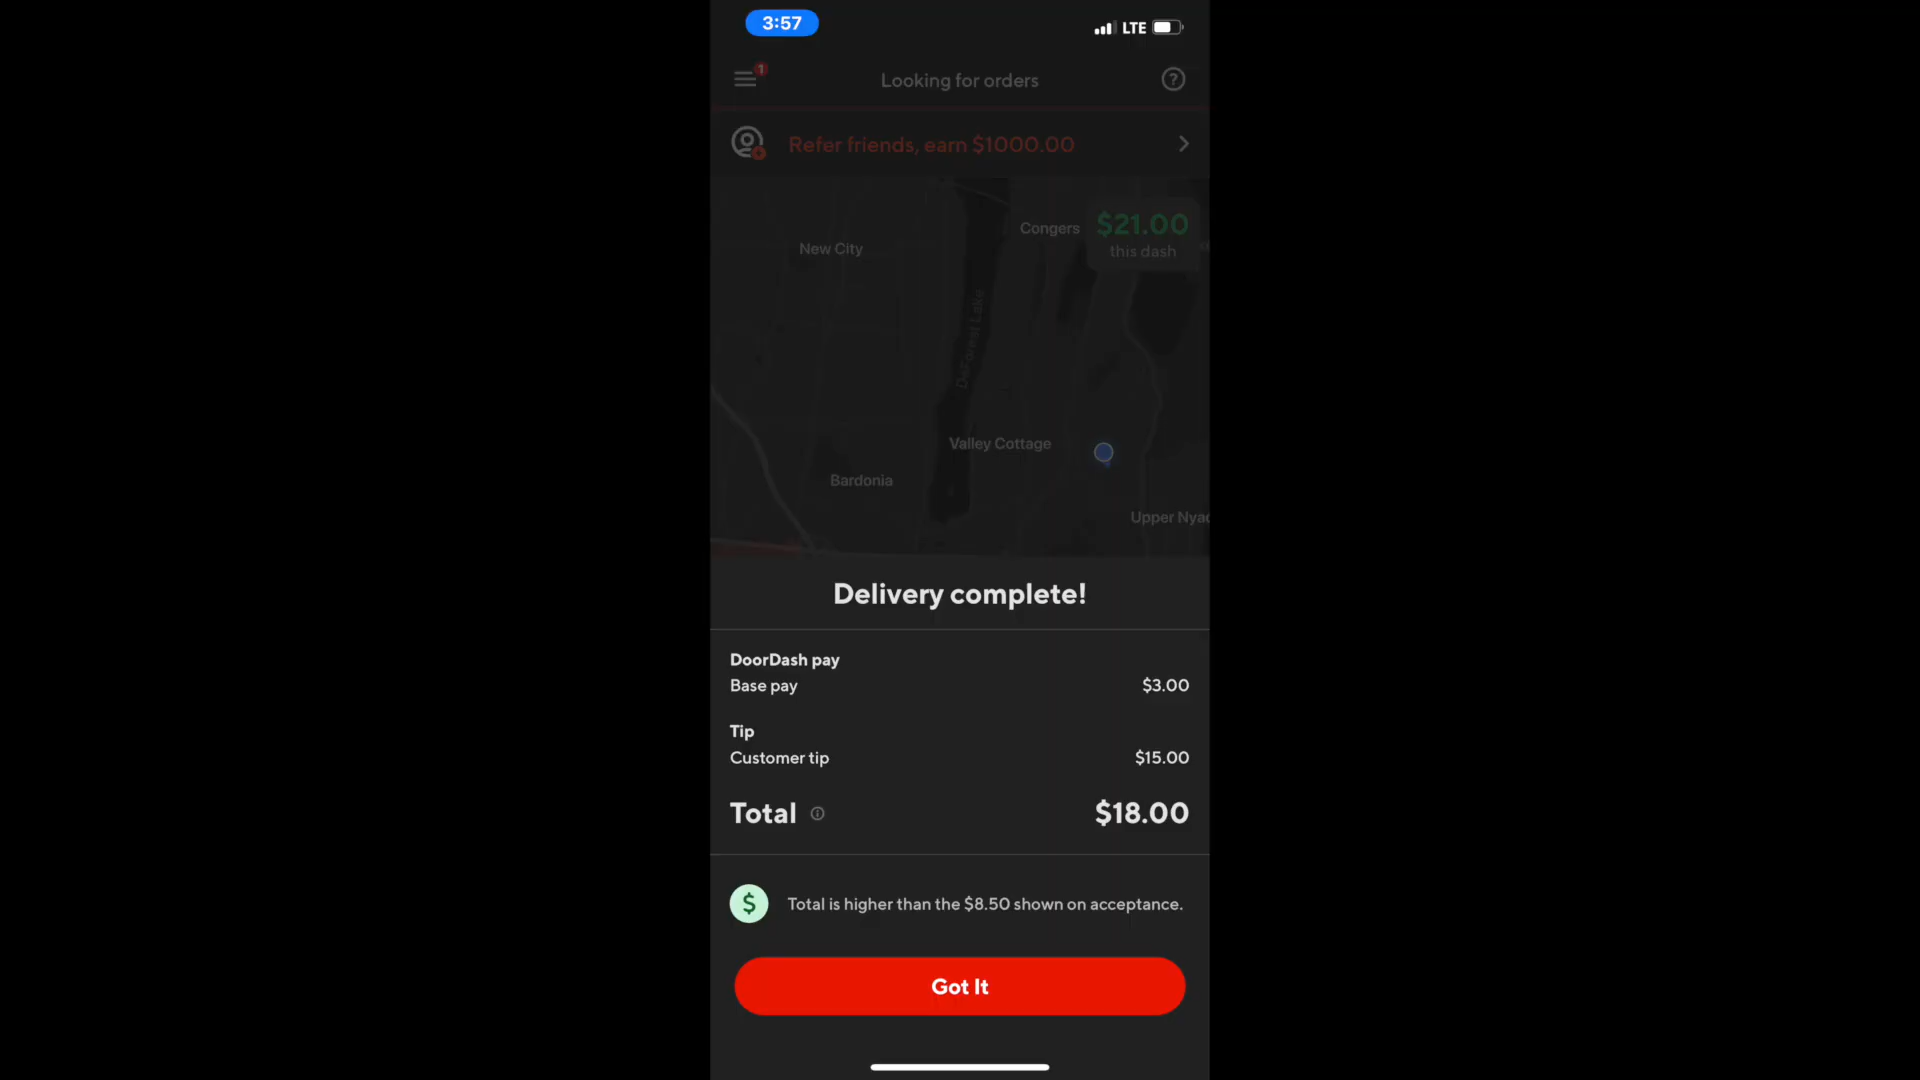 3:57
LTE
1
Looking for orders
?
Refer friends, earn $1000.00
Congers
$21.00
this dash
New City
DeForest Lake
Valley Cottage
Bardonia
Upper Nyac
Delivery complete!
DoorDash pay
Base pay
$3.00
Tip
Customer tip
$15.00
Total
$18.00
$
Total is higher than the $8.50 shown on acceptance.
Got It